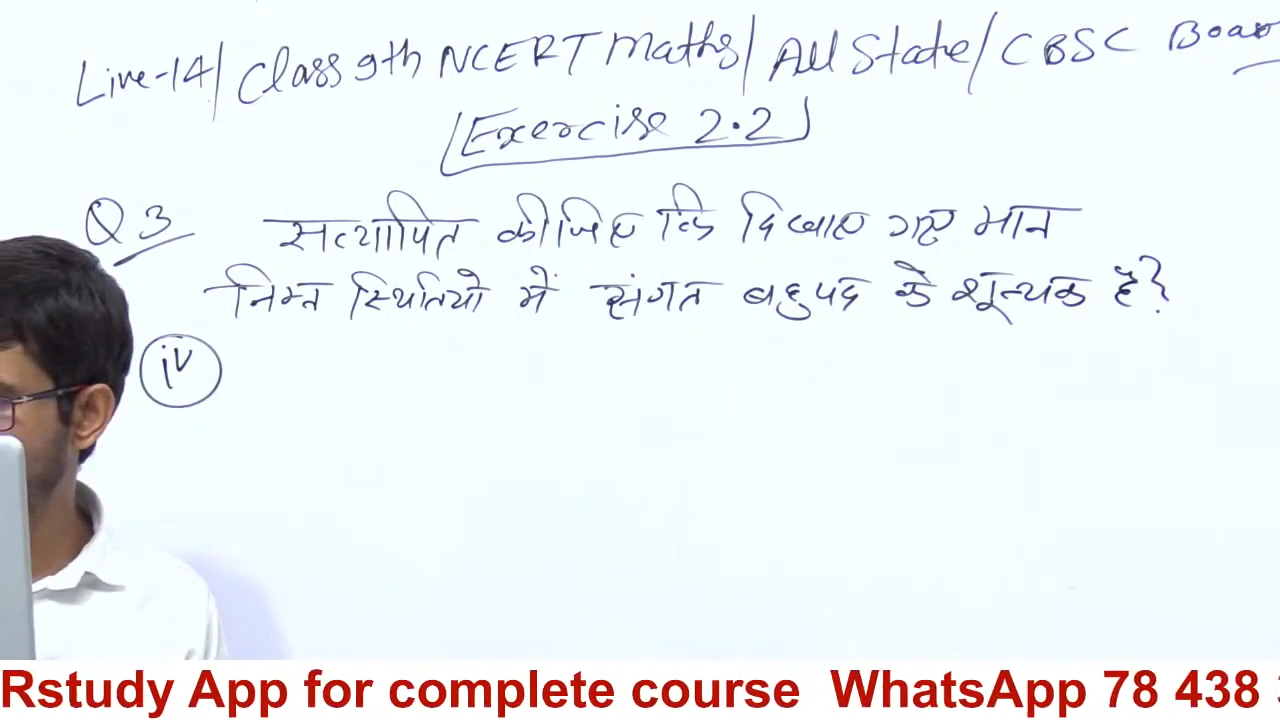 Live-14/ Class 9th NCERT Maths/ All State/ CBSC Boa
Exercise 2.2
Q 3 सत्यापित कीजिए कि दिखाए गए मान
निम्न स्थितियो में संगत बहुपद के शून्यक है?
iv
Rstudy App for complete course WhatsApp 78 438